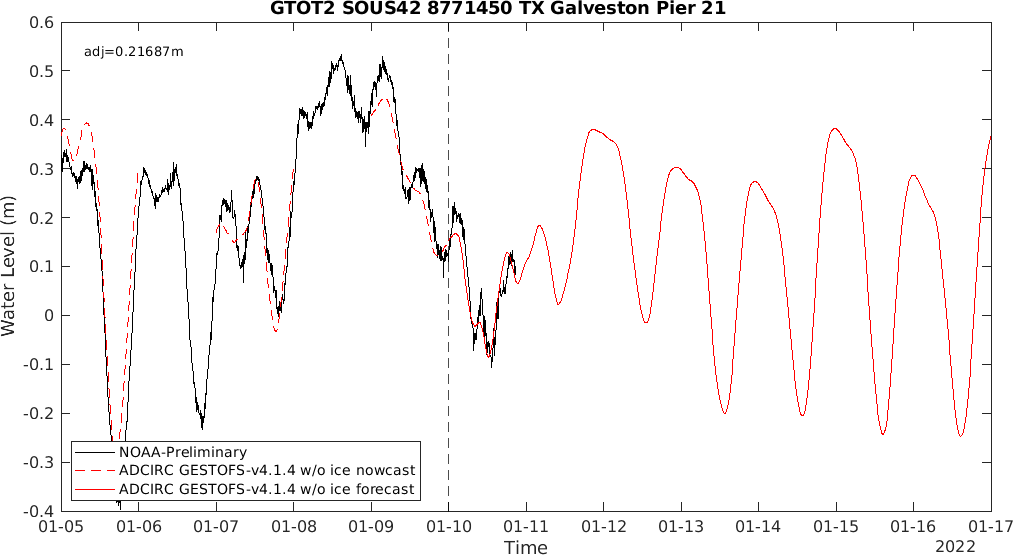 GTOT2 SOUS42 8771450 TX Galveston Pier 21
adj=0.21687m
Water Level (m)
0.6
0.5
0.4
0.3
0.2
0.1
0
-0.1
-0.2
-0.3
-0.4
NOAA-Preliminary
ADCIRC GESTOFS-v4.1.4 w/o ice nowcast
ADCIRC GESTOFS-v4.1.4 w/o ice forecast
01-05 01-06 01-07 01-08 01-09 01-10 01-11 01-12 01-13 01-14 01-15 01-16 01-17
Time
2022